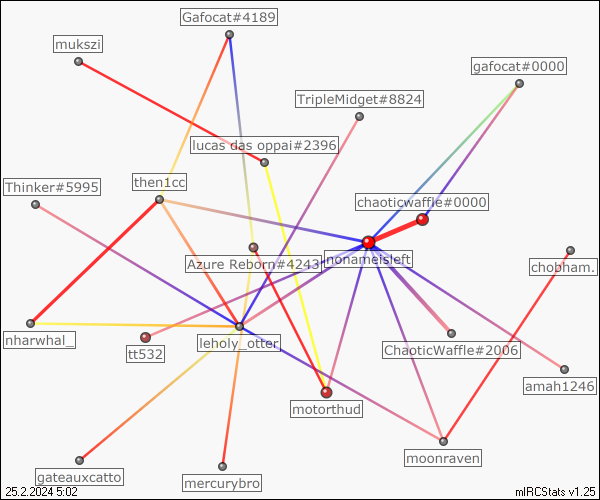 Gafocat#4189
mukszi
gafocat#0000
TripleMidget#8824
lucas das oppai#2396
then1cc
Thinker#5995
chaoticwaffle#0000
nonameisleft
Azure Reborn#4243
chobham.
nharwhal_
leholy_otter
tt532
ChaoticWaffle#2006
amah1246
motorthud
moonraven
gateauxcatto
mercurybro
25.2.2024 5:02
mIRCStats v1.25